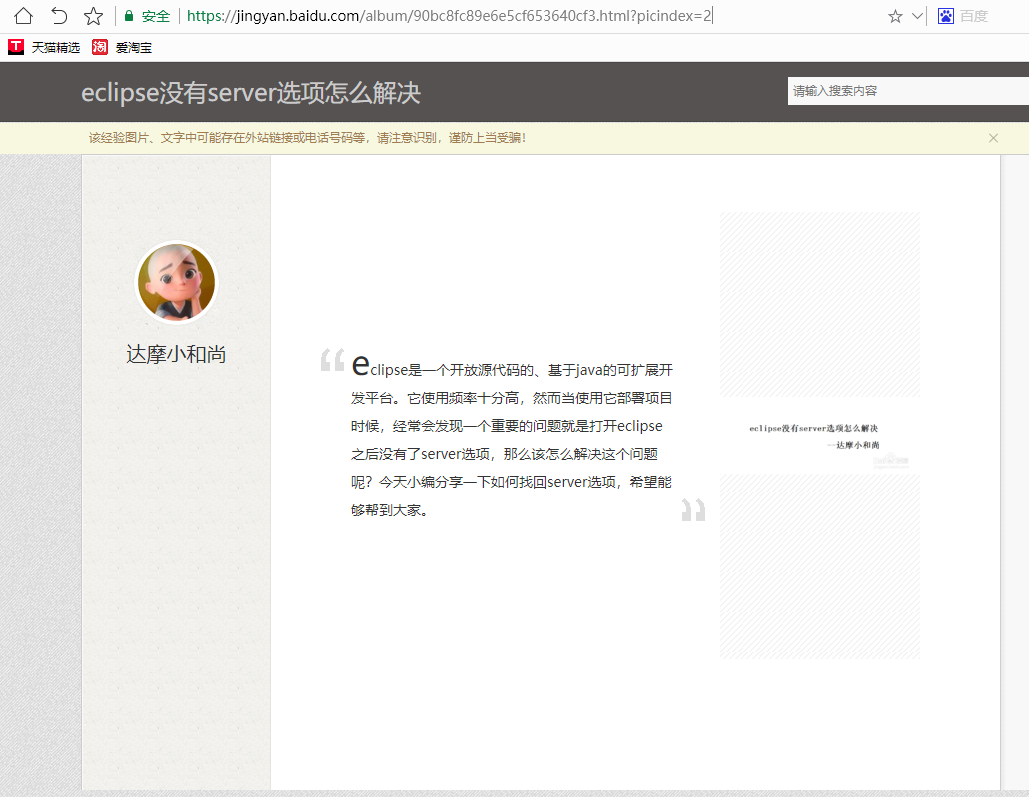 安全
https://jingyan.baidu.com/album/90bc8fc89e6e5cf653640cf3.html?picindex=2
百度
T 天猫精选 淘 爱淘宝
eclipse没有server选项怎么解决
请输入搜索内容
该经验图片、文字中可能存在外站链接或电话号码等，请注意识别，谨防上当受骗！
达摩小和尚
eclipse是一个开放源代码的、基于java的可扩展开
发平台。它使用频率十分高，然而当使用它部署项目
时候，经常会发现一个重要的问题就是打开eclipse
之后没有了server选项，那么该怎么解决这个问题
呢？今天小编分享一下如何找回server选项，希望能
够帮到大家。
eclipse没有server选项怎么解决
--达摩小和尚